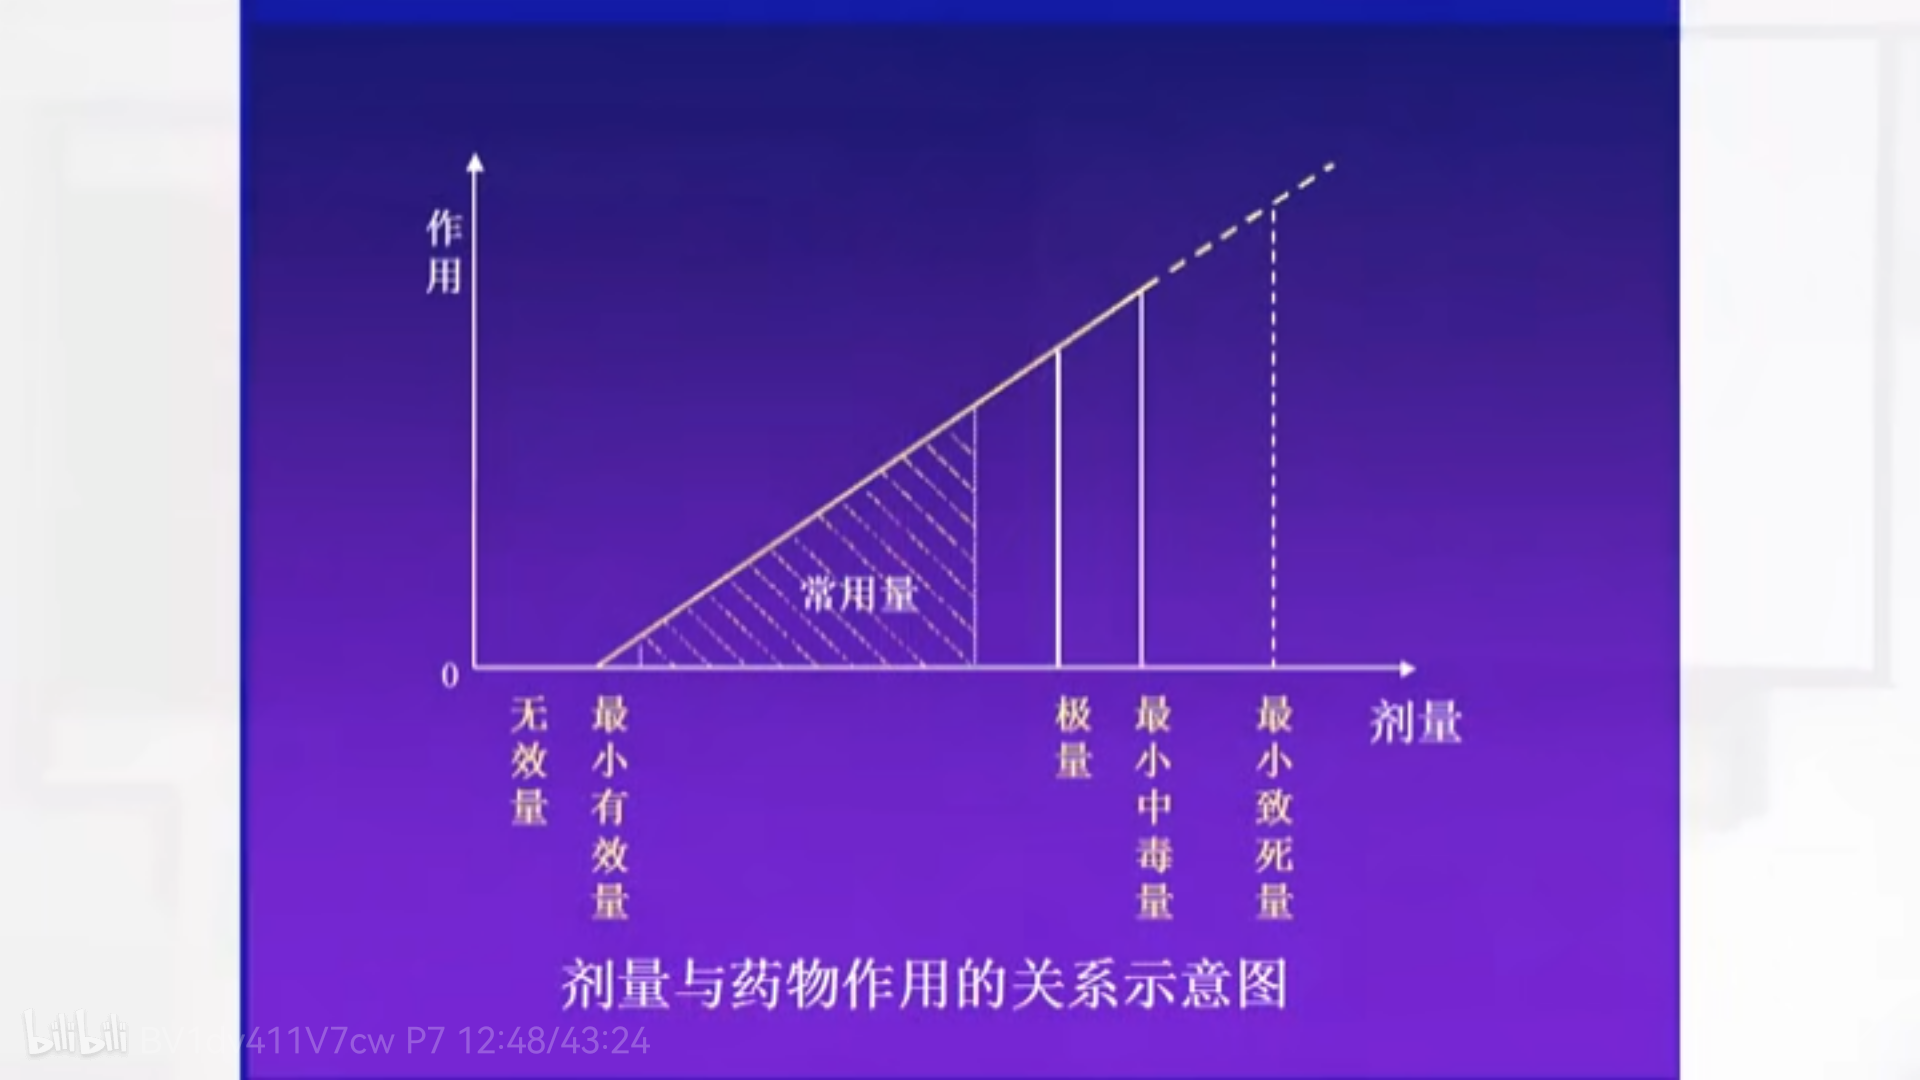 作用
常用量
0
无效量
最小有效量
极量
最小中毒量
最小致死量
剂量
剂量与药物作用的关系示意图
bilibili
411V7cw P7 12:48/43:24